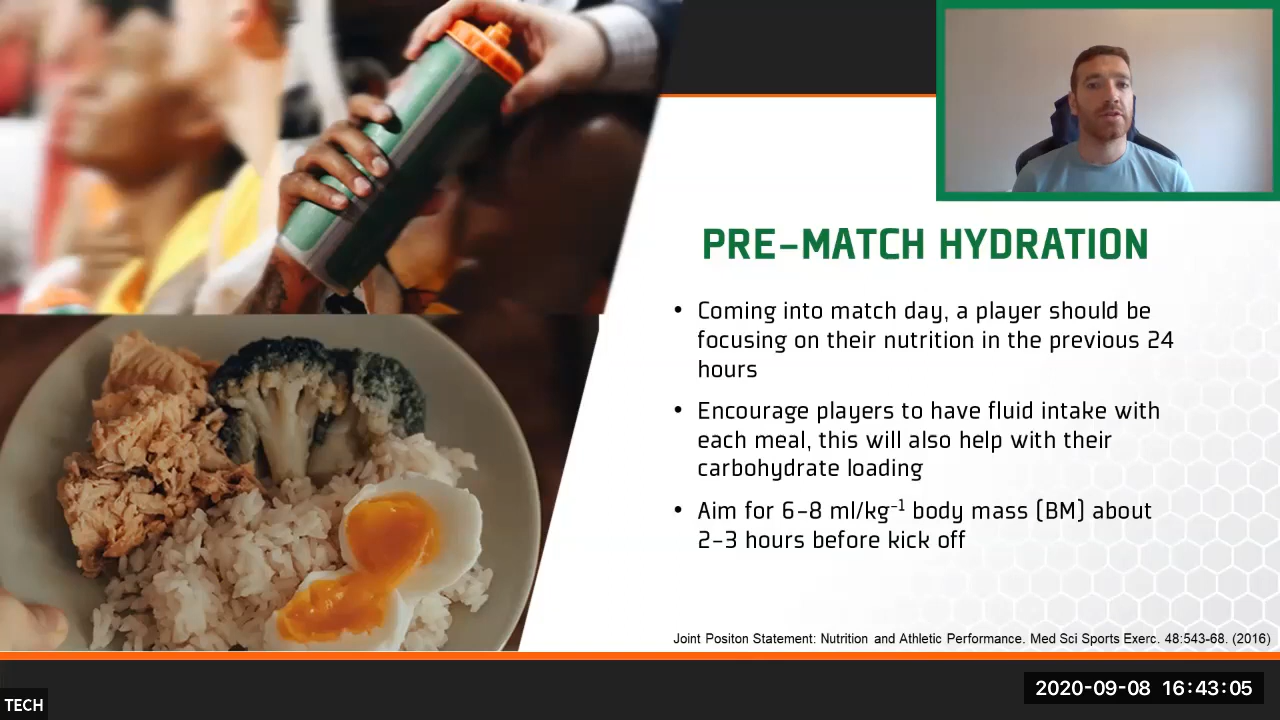 PRE-MATCH HYDRATION
• Coming into match day, a player should be
focusing on their nutrition in the previous 24
hours
• Encourage players to have fluid intake with
each meal, this will also help with their
carbohydrate loading
• Aim for 6-8 ml/kg⁻¹ body mass (BM) about
2-3 hours before kick off
Joint Positon Statement: Nutrition and Athletic Performance. Med Sci Sports Exerc. 48:543-68. (2016)
2020-09-08 16:43:05
TECH